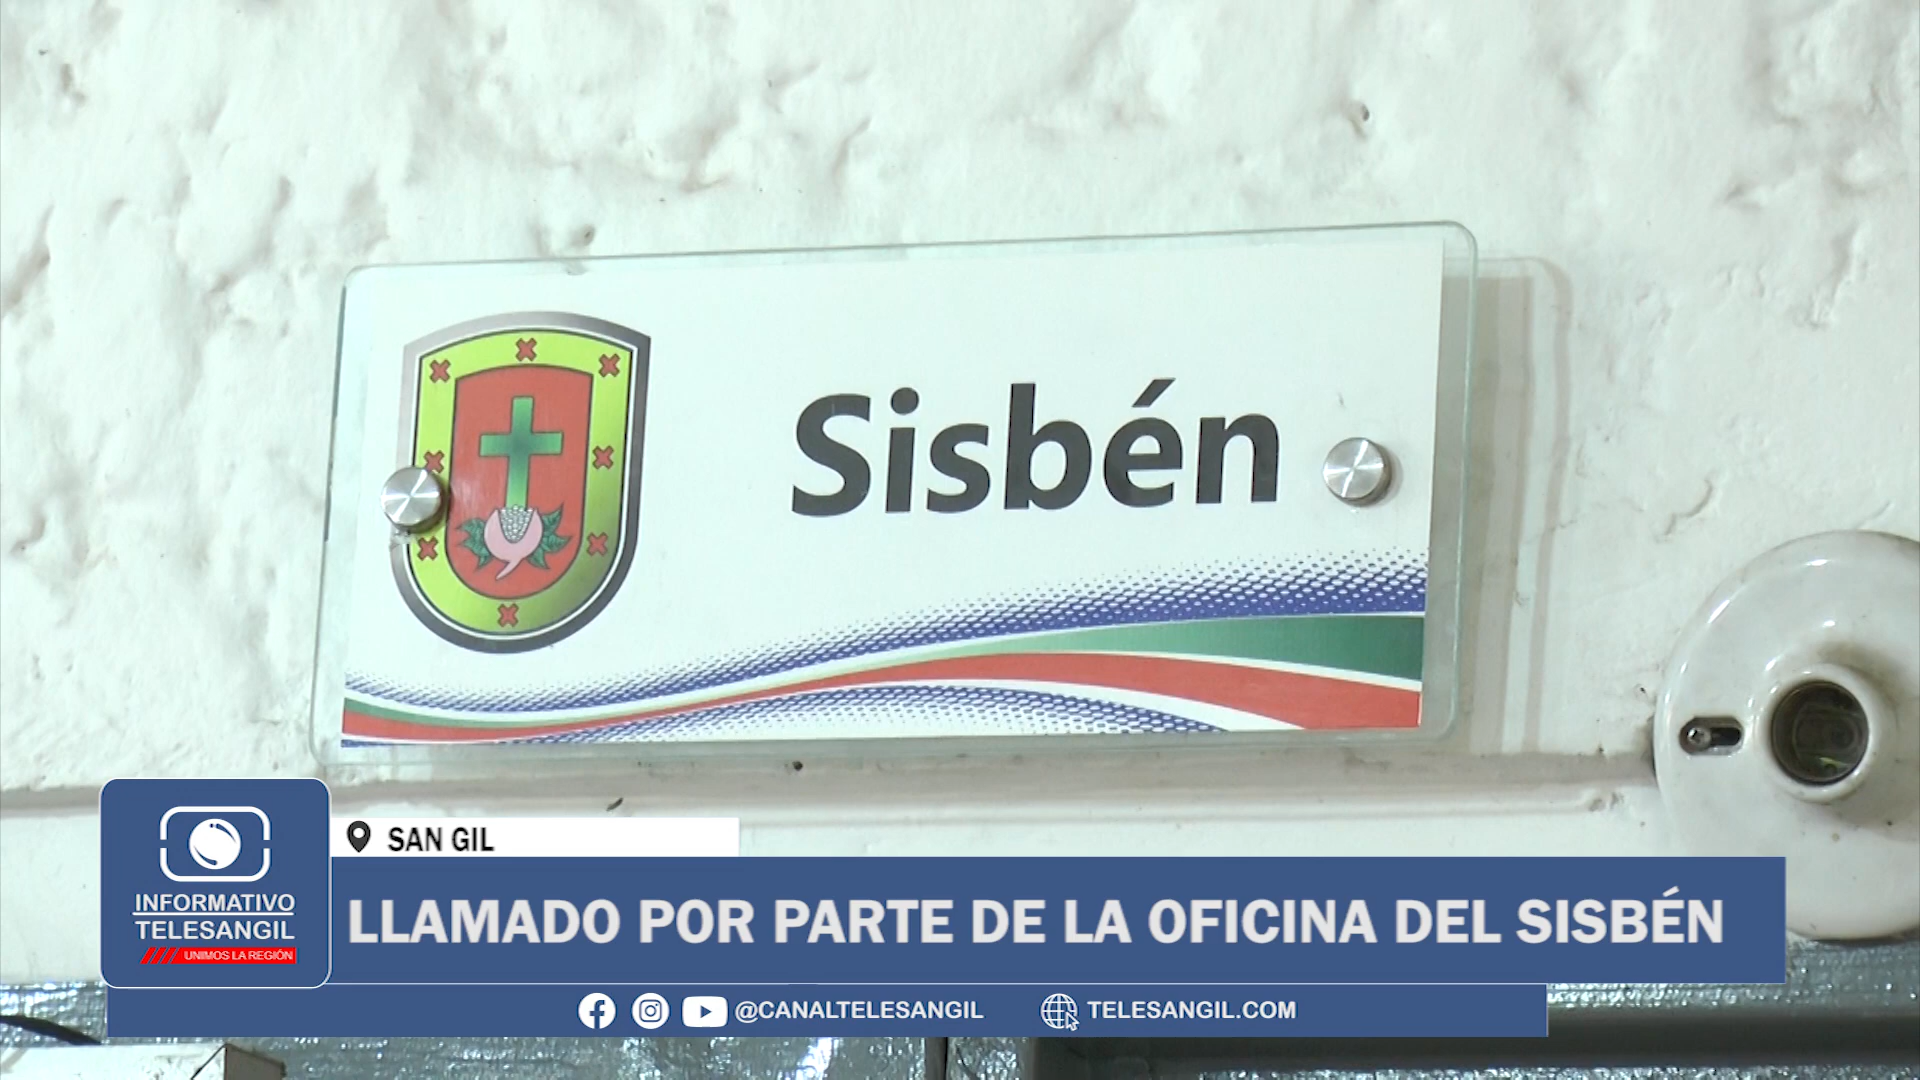 Sisbén
SAN GIL
INFORMATIVO
TELESANGIL
UNIMOS LA REGIÓN
LLAMADO POR PARTE DE LA OFICINA DEL SISBÉN
@CANALTELESANGIL
TELESANGIL.COM